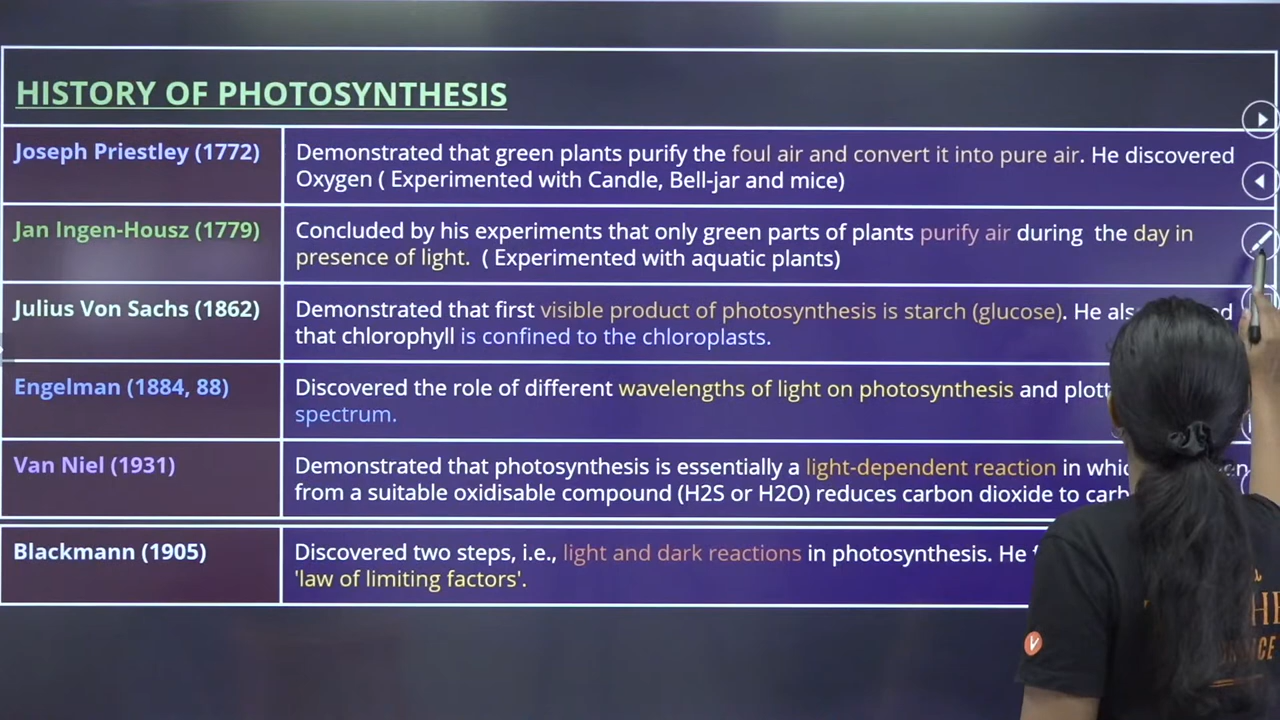 HISTORY OF PHOTOSYNTHESIS
Joseph Priestley (1772)
Demonstrated that green plants purify the foul air and convert it into pure air. He discovered
Oxygen ( Experimented with Candle, Bell-jar and mice)
Jan Ingen-Housz (1779)
Concluded by his experiments that only green parts of plants purify air during the day in
presence of light. ( Experimented with aquatic plants)
Julius Von Sachs (1862)
Demonstrated that first visible product of photosynthesis is starch (glucose). He
that chlorophyll is confined to the chloroplasts.
Engelman (1884, 88)
Discovered the role of different wavelengths of light on photosynthesis and
spectrum.
Van Niel (1931)
Demonstrated that photosynthesis is essentially a light-dependent reaction in
from a suitable oxidisable compound (H2S or H2O) reduces carbon dioxide to
Blackmann (1905)
Discovered two steps, i.e., light and dark reactions in photosynthesis. He
'law of limiting factors'.